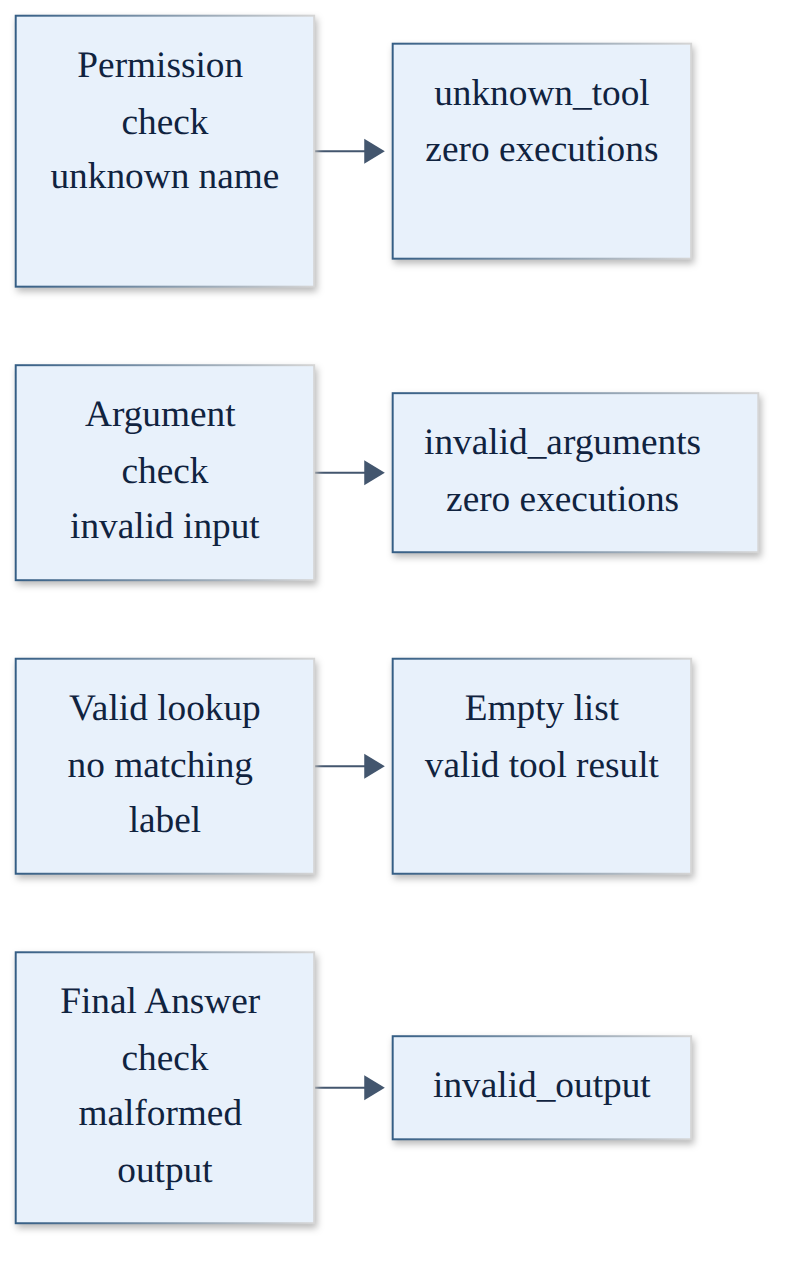 Permission
check
unknown name
unknown_tool
zero executions
Argument
check
invalid input
invalid_arguments
zero executions
Valid lookup
no matching
label
Empty list
valid tool result
Final Answer
check
malformed
output
invalid_output